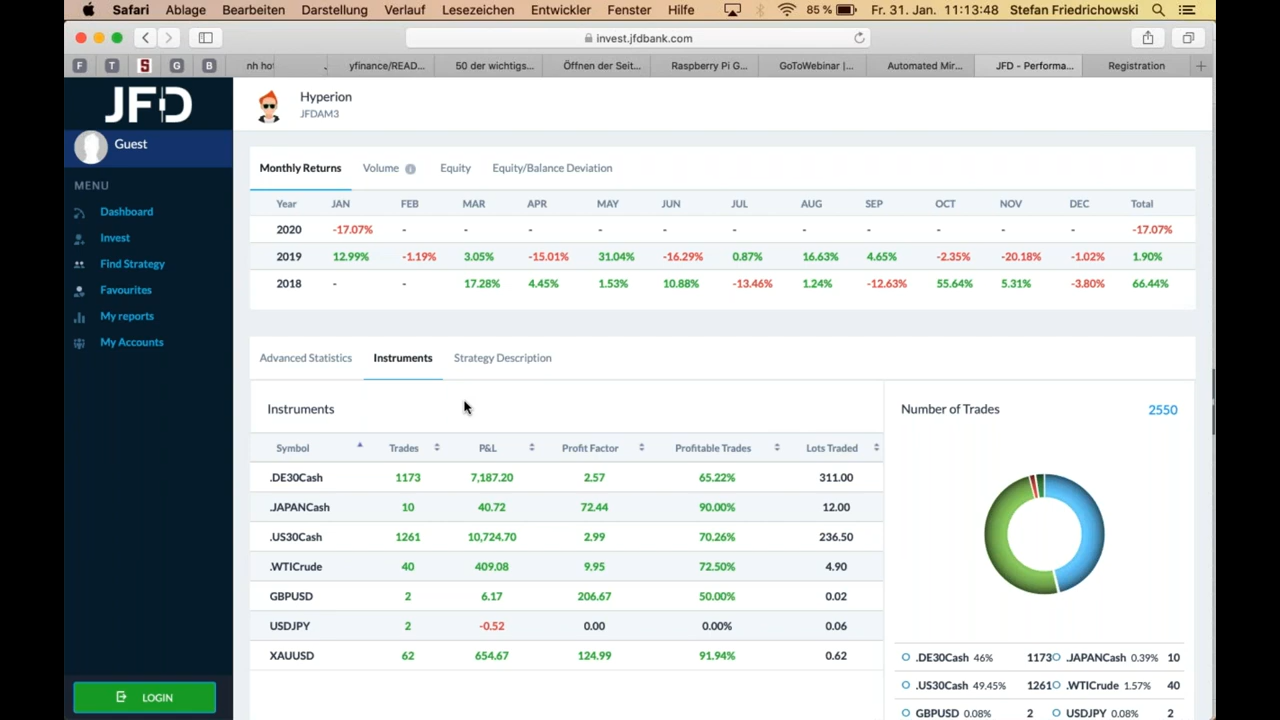 Safari Ablage Bearbeiten Darstellung Verlauf Lesezeichen Entwickler Fenster Hilfe 85 % Fr. 31. Jan. 11:13:48 Stefan Friedrichowski
invest.jfdbank.com
F T S G B nh ho yfinance/READ... 50 der wichtigs... Öffnen der Seit... Raspberry Pi G... GoToWebinar |... Automated Mir... JFD - Performa... Registration
JFD
Hyperion
JFDAM3
Guest
MENU
Dashboard
Invest
Find Strategy
Favourites
My reports
My Accounts
LOGIN
Monthly Returns Volume Equity Equity/Balance Deviation
Year JAN FEB MAR APR MAY JUN JUL AUG SEP OCT NOV DEC Total
2020 -17.07% - - - - - - - - - - - -17.07%
2019 12.99% -1.19% 3.05% -15.01% 31.04% -16.29% 0.87% 16.63% 4.65% -2.35% -20.18% -1.02% 1.90%
2018 - - 17.28% 4.45% 1.53% 10.88% -13.46% 1.24% -12.63% 55.64% 5.31% -3.80% 66.44%
Advanced Statistics Instruments Strategy Description
Instruments
Symbol Trades P&L Profit Factor Profitable Trades Lots Traded
.DE30Cash 1173 7,187.20 2.57 65.22% 311.00
.JAPANCash 10 40.72 72.44 90.00% 12.00
.US30Cash 1261 10,724.70 2.99 70.26% 236.50
.WTICrude 40 409.08 9.95 72.50% 4.90
GBPUSD 2 6.17 206.67 50.00% 0.02
USDJPY 2 -0.52 0.00 0.00% 0.06
XAUUSD 62 654.67 124.99 91.94% 0.62
Number of Trades 2550
.DE30Cash 46% 1173 .JAPANCash 0.39% 10
.US30Cash 49.45% 1261 .WTICrude 1.57% 40
GBPUSD 0.08% 2 USDJPY 0.08% 2